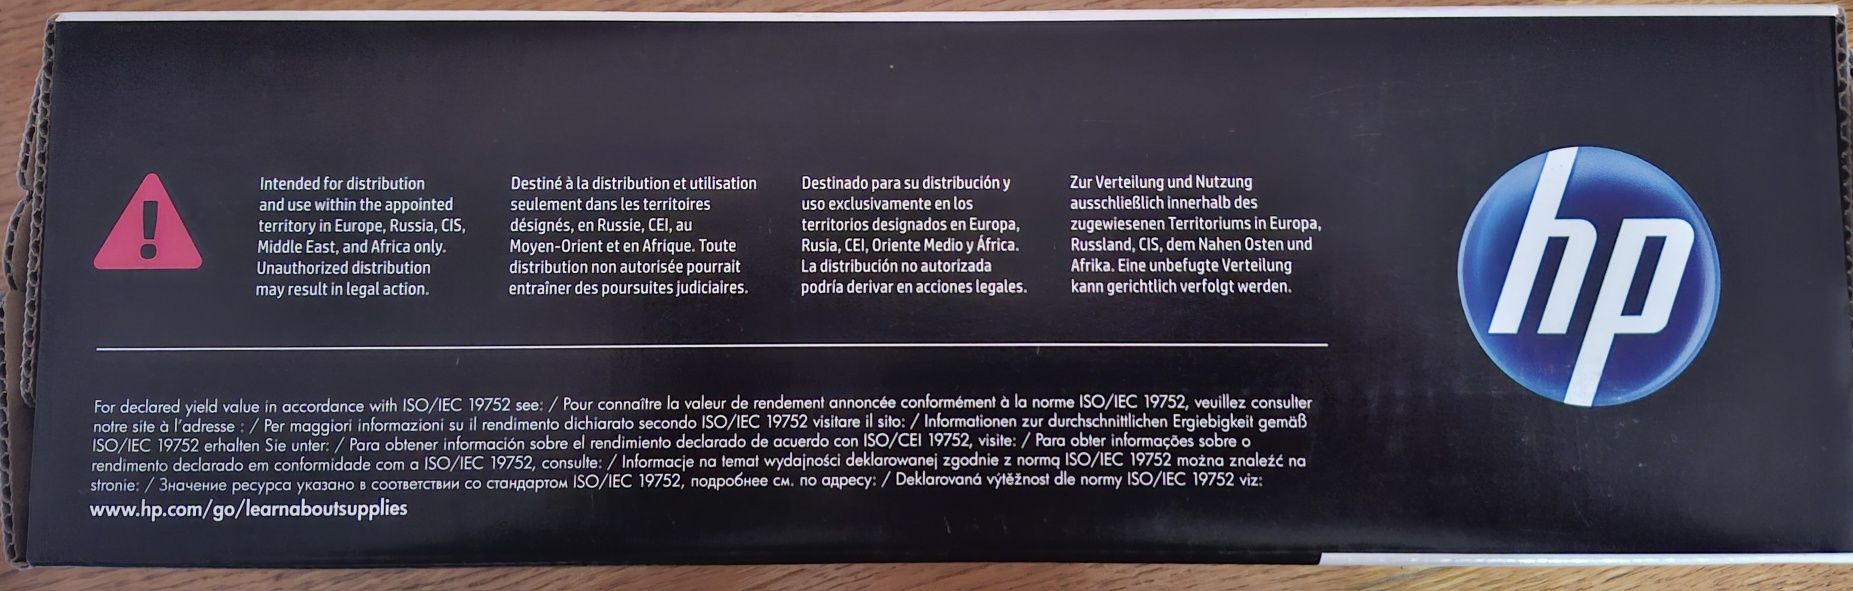 Intended for distribution
and use within the appointed
territory in Europe, Russia, CIS,
Middle East, and Africa only.
Unauthorized distribution
may result in legal action.
Destiné à la distribution et utilisation
seulement dans les territoires
désignés, en Russie, CEI, au
Moyen-Orient et en Afrique. Toute
distribution non autorisée pourrait
entraîner des poursuites judiciaires.
Destinado para su distribución y
uso exclusivamente en los
territorios designados en Europa,
Rusia, CEI, Oriente Medio y África.
La distribución no autorizada
podría derivar en acciones legales.
Zur Verteilung und Nutzung
ausschließlich innerhalb des
zugewiesenen Territoriums in Europa,
Russland, CIS, dem Nahen Osten und
Afrika. Eine unbefugte Verteilung
kann gerichtlich verfolgt werden.
hp
For declared yield value in accordance with ISO/IEC 19752 see: / Pour connaître la valeur de rendement annoncée conformément à la norme ISO/IEC 19752, veuillez consulter
notre site à l'adresse : / Per maggiori informazioni su il rendimento dichiarato secondo ISO/IEC 19752 visitare il sito: / Informationen zur durchschnittlichen Ergiebigkeit gemäß
ISO/IEC 19752 erhalten Sie unter: / Para obtener información sobre el rendimiento declarado de acuerdo con ISO/CEI 19752, visite: / Para obter informações sobre o
rendimento declarado em conformidade com a ISO/IEC 19752, consulte: / Informacje na temat wydajności deklarowanej zgodnie z normą ISO/IEC 19752 można znaleźć na
stronie: / Значение ресурса указано в соответствии со стандартом ISO/IEC 19752, подробнее см. по адресу: / Deklarovaná výtěžnost dle normy ISO/IEC 19752 viz:
www.hp.com/go/learnaboutsupplies